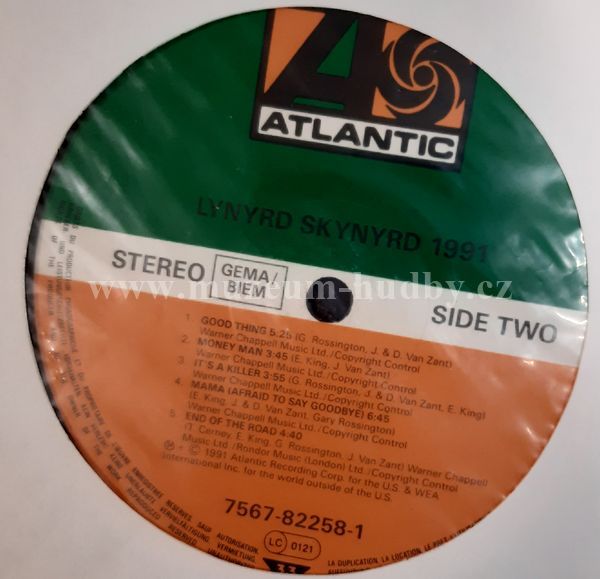 ATLANTIC
LYNYRD SKYNYRD 1991
STEREO GEMA/ BIEM SIDE TWO
www.museum-hudby.cz
1. GOOD THING 5:25 (G. Rossington, J. & D. Van Zant)
Warner Chappell Music Ltd./Copyright Control
2. MONEY MAN 3:45 (E. King, J. Van Zant)
Warner Chappell Music Ltd./Copyright Control
3. IT'S A KILLER 3:55 (G. Rossington, J. & D. Van Zant, E. King)
Warner Chappell Music Ltd./Copyright Control
4. MAMA (AFRAID TO SAY GOODBYE) 6:45
(E. King, J. & D. Van Zant, Gary Rossington)
Warner Chappell Music Ltd./Copyright Control
5. END OF THE ROAD 4:40
(T. Cerney, E. King, G. Rossington, J. Van Zant) Warner Chappell
Music Ltd./Rondor Music (London) Ltd./Copyright Control
℗ • © 1991 Atlantic Recording Corp. for the U.S. & WEA
International Inc. for the world outside of the U.S.
7567-82258-1
LC 0121
33
LA DUPLICATION, LA LOCATION, LE